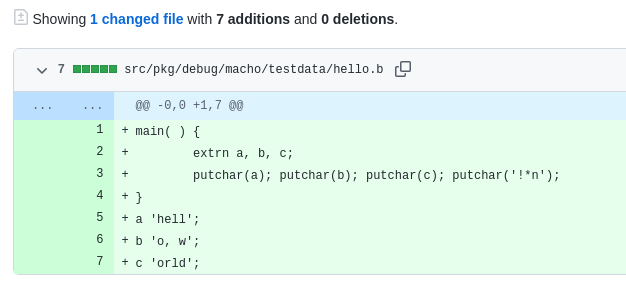 Showing 1 changed file with 7 additions and 0 deletions.
7 src/pkg/debug/macho/testdata/hello.b
... ... @@ -0,0 +1,7 @@
1 + main( ) {
2 +         extrn a, b, c;
3 +         putchar(a); putchar(b); putchar(c); putchar('!*n');
4 + }
5 + a 'hell';
6 + b 'o, w';
7 + c 'orld';